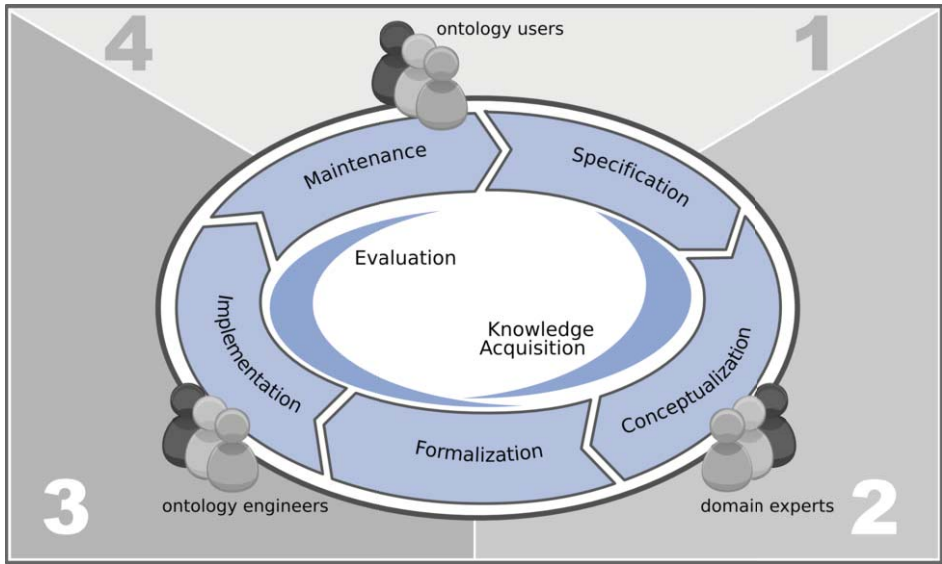 4
ontology users
1
Maintenance
Specification
Evaluation
Knowledge
Acquisition
Implementation
Conceptualization
Formalization
3
ontology engineers
domain experts
2